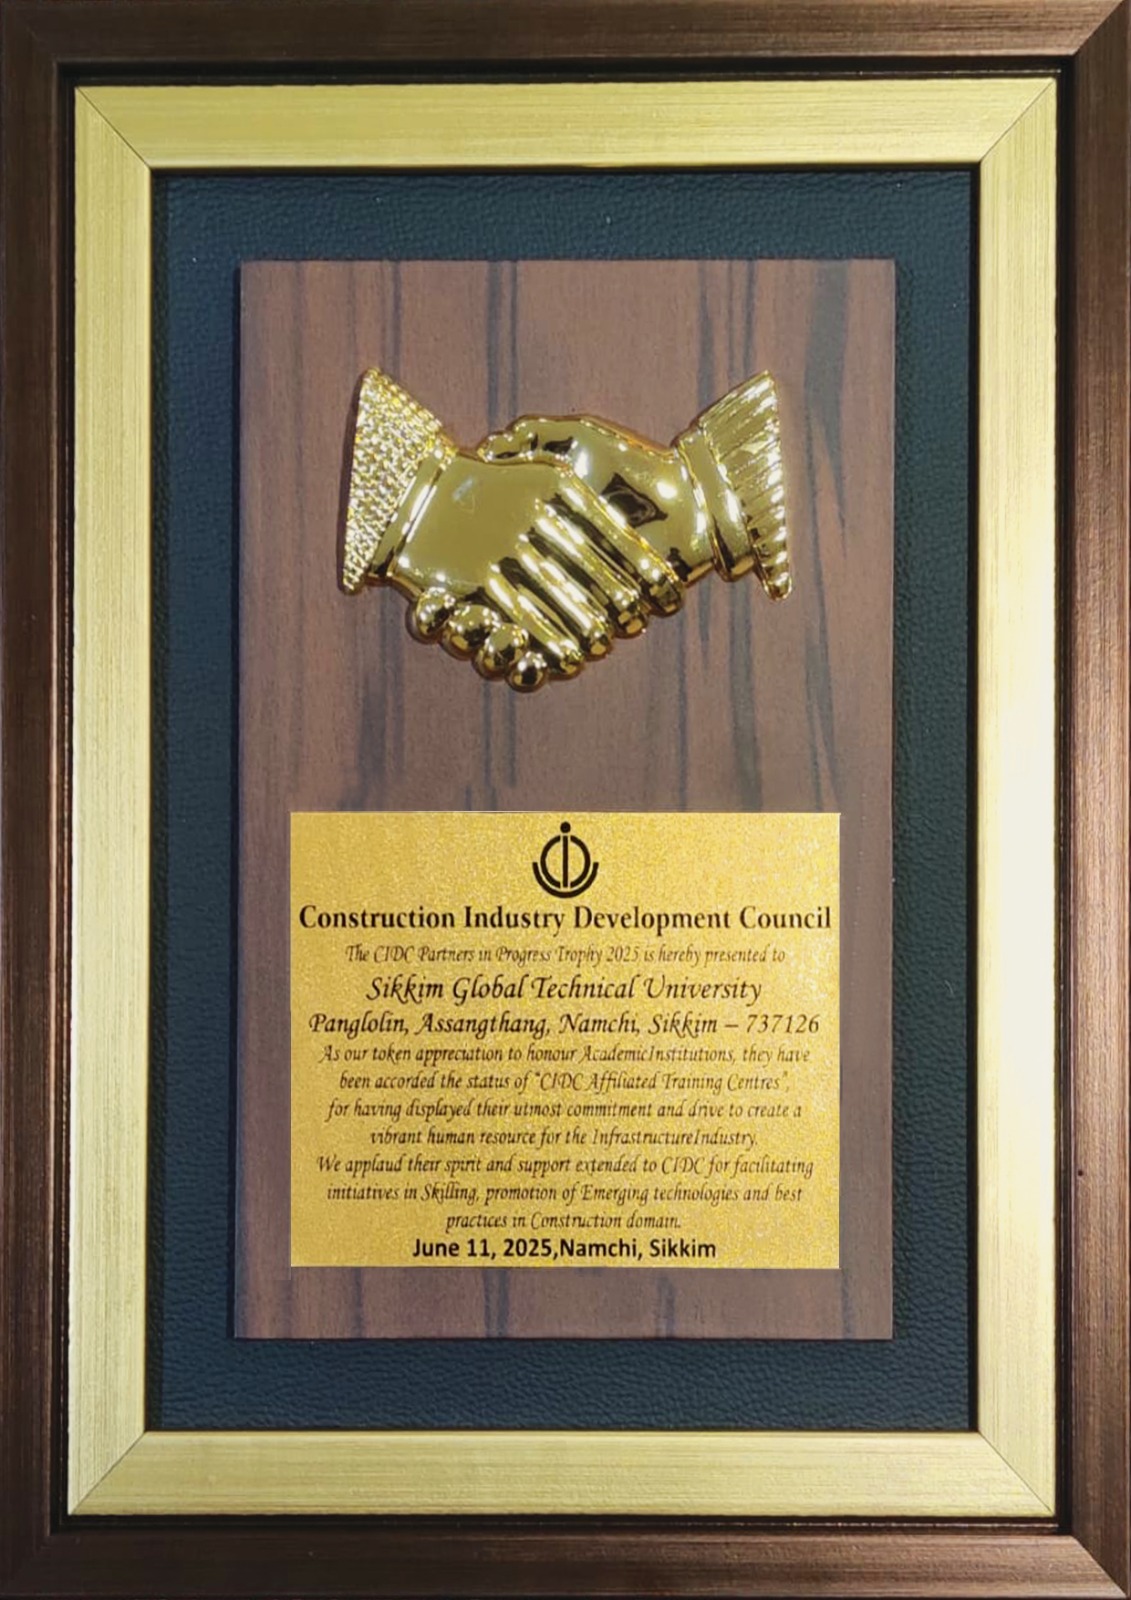 Construction Industry Development Council
The CIDC Partners in Progress Trophy 2025 is hereby presented to
Sikkim Global Technical University
Panglolin, Assangthang, Namchi, Sikkim – 737126
As our token appreciation to honour AcademicInstitutions, they have
been accorded the status of “CIDC Affiliated Training Centres”,
for having displayed their utmost commitment and drive to create a
vibrant human resource for the InfrastructureIndustry.
We applaud their spirit and support extended to CIDC for facilitating
initiatives in Skilling, promotion of Emerging technologies and best
practices in Construction domain.
June 11, 2025,Namchi, Sikkim